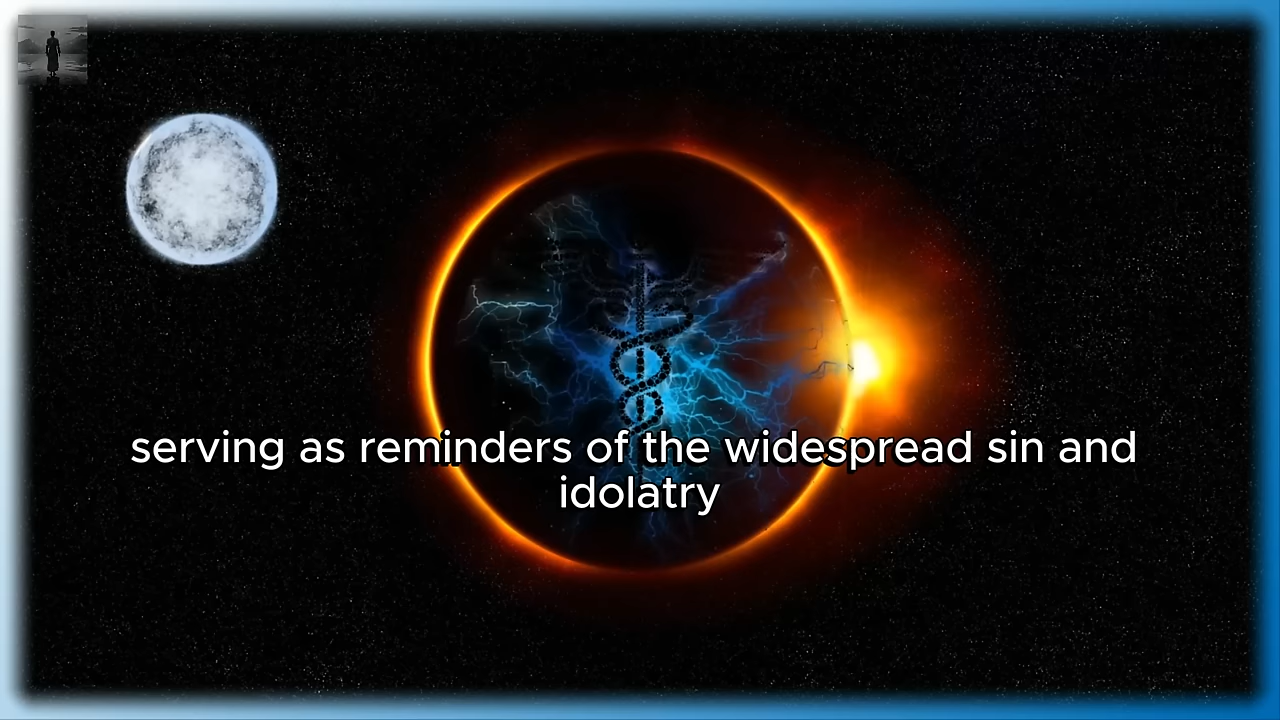 serving as reminders of the widespread sin and
idolatry